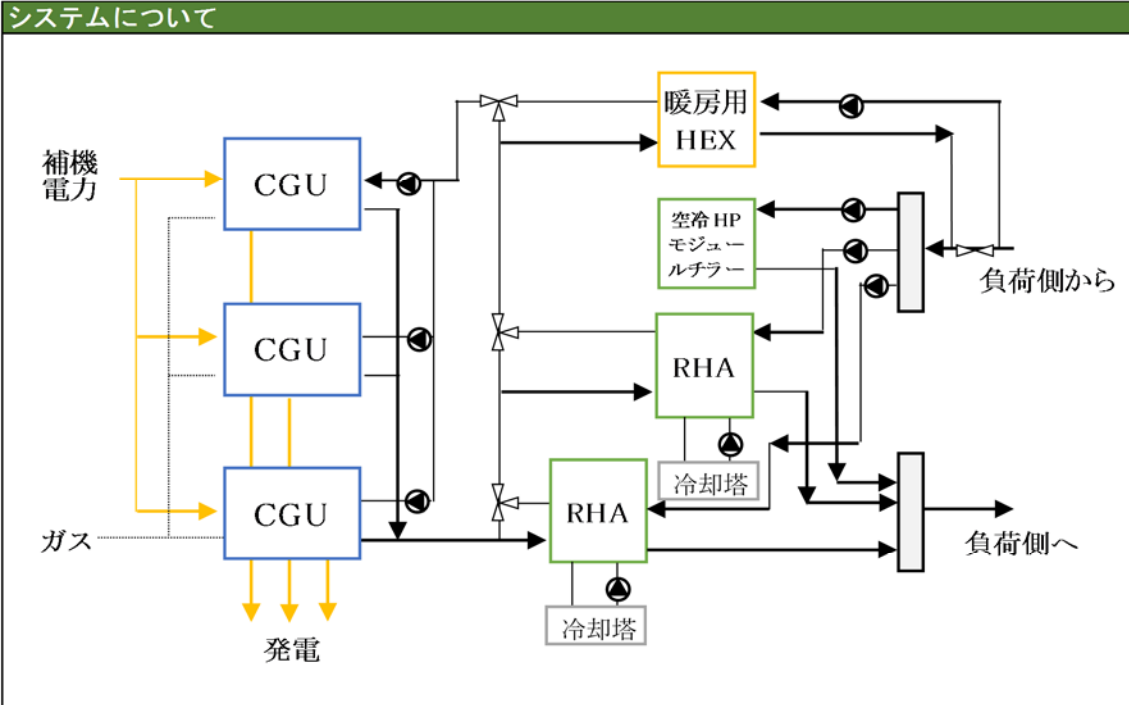 システムについて
暖房用
HEX
補機
電力
CGU
空冷 HP
モジュー
ルチラー
負荷側から
CGU
RHA
冷却塔
CGU
RHA
ガス
負荷側へ
冷却塔
発電